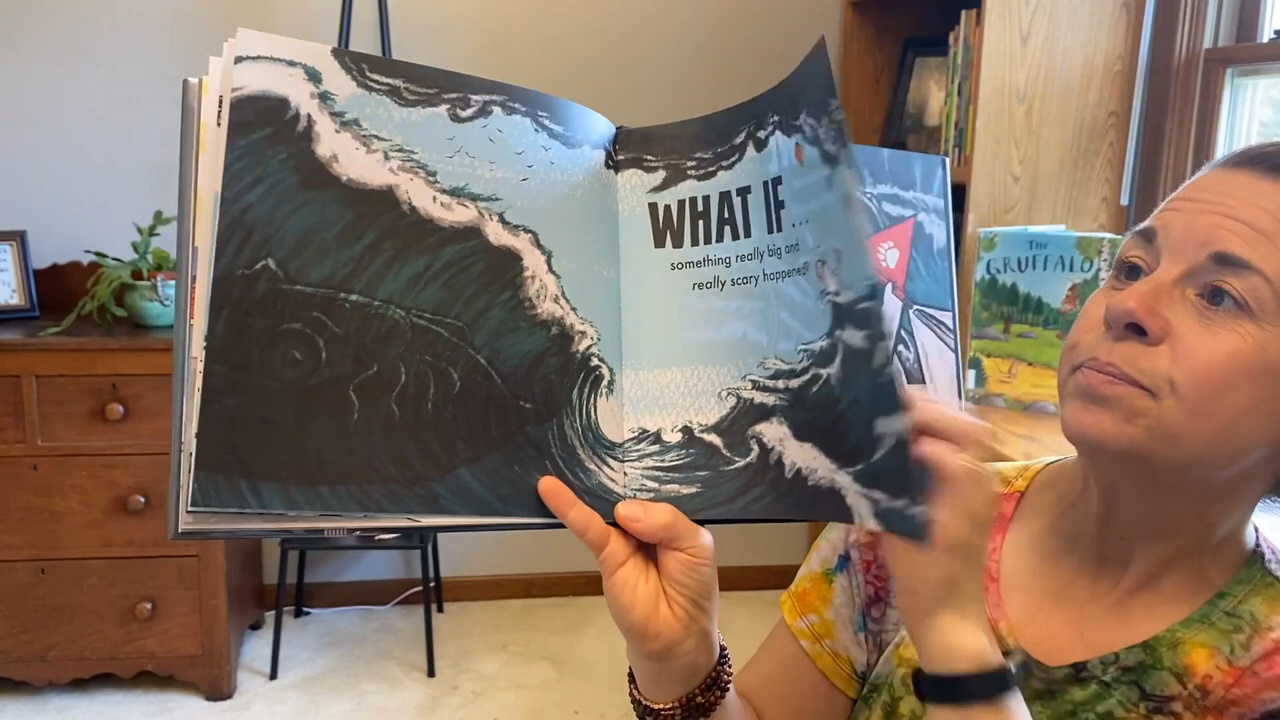 WHAT IF...
something really big and
really scary happened?
THE
GRUFFALO